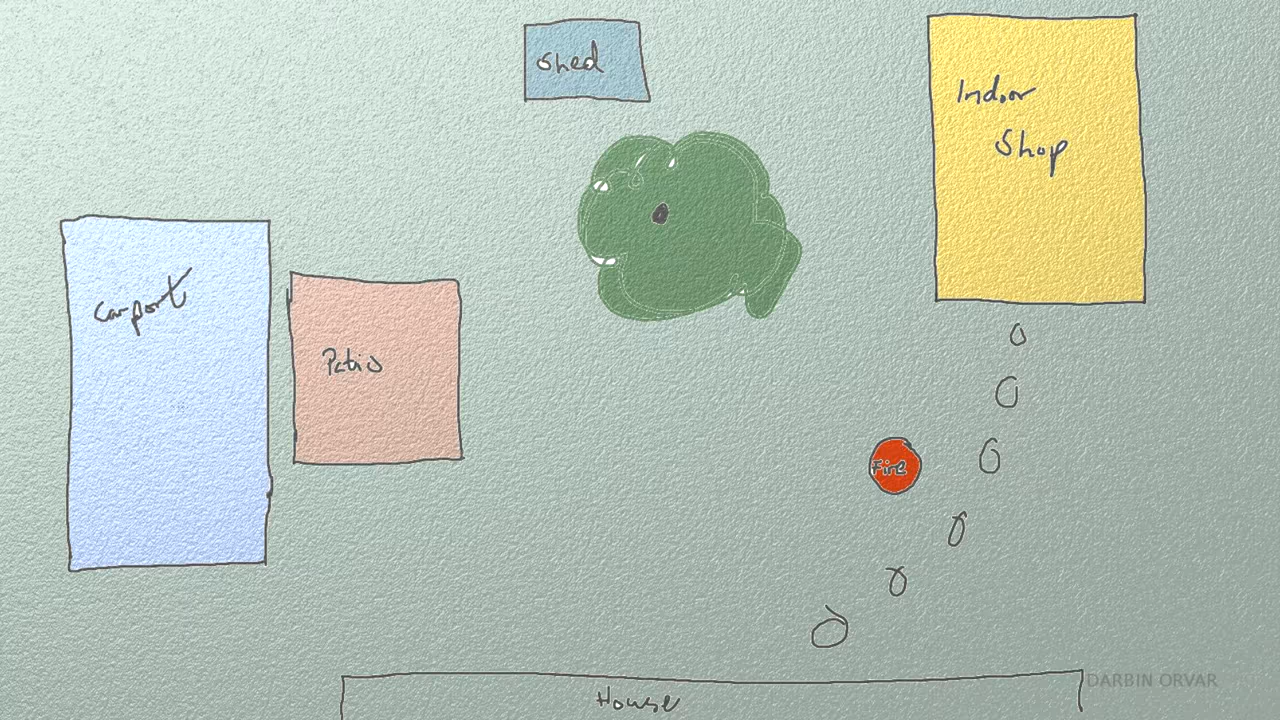 Shed
Indoor
Shop
Carport
Patio
Fire
House
DARBIN ORVAR